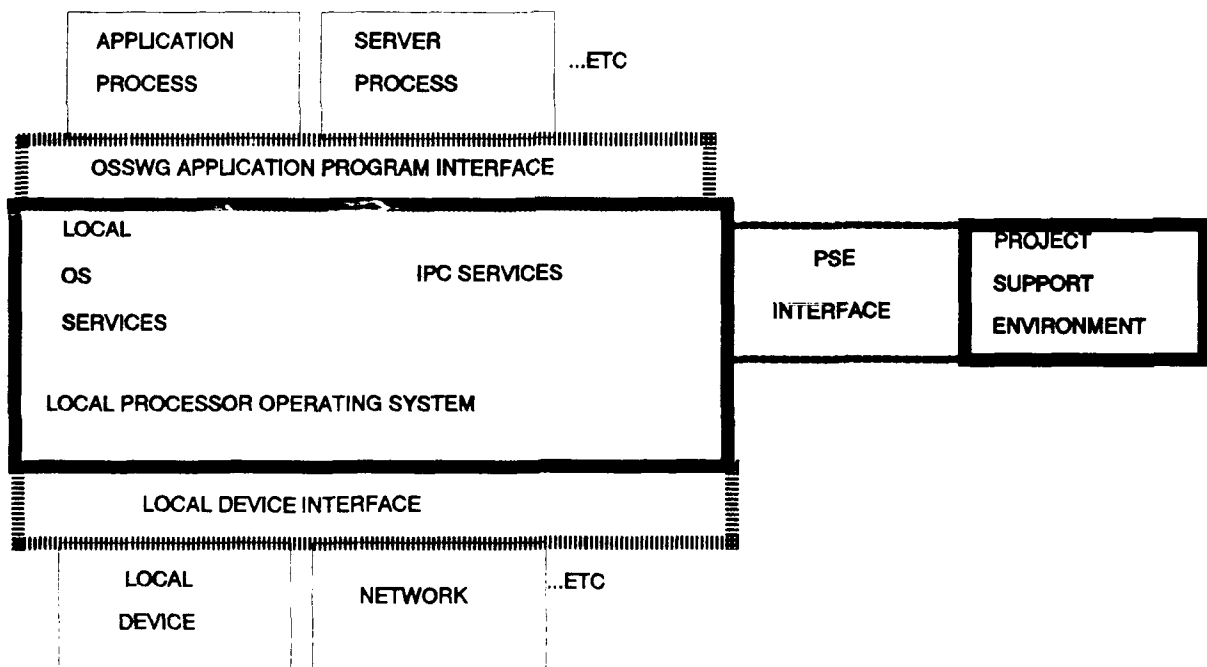 APPLICATION
PROCESS
SERVER
PROCESS
...ETC
OSSWG APPLICATION PROGRAM INTERFACE
LOCAL
OS
SERVICES
IPC SERVICES
LOCAL PROCESSOR OPERATING SYSTEM
PSE
INTERFACE
PROJECT
SUPPORT
ENVIRONMENT
LOCAL DEVICE INTERFACE
LOCAL
DEVICE
NETWORK
...ETC